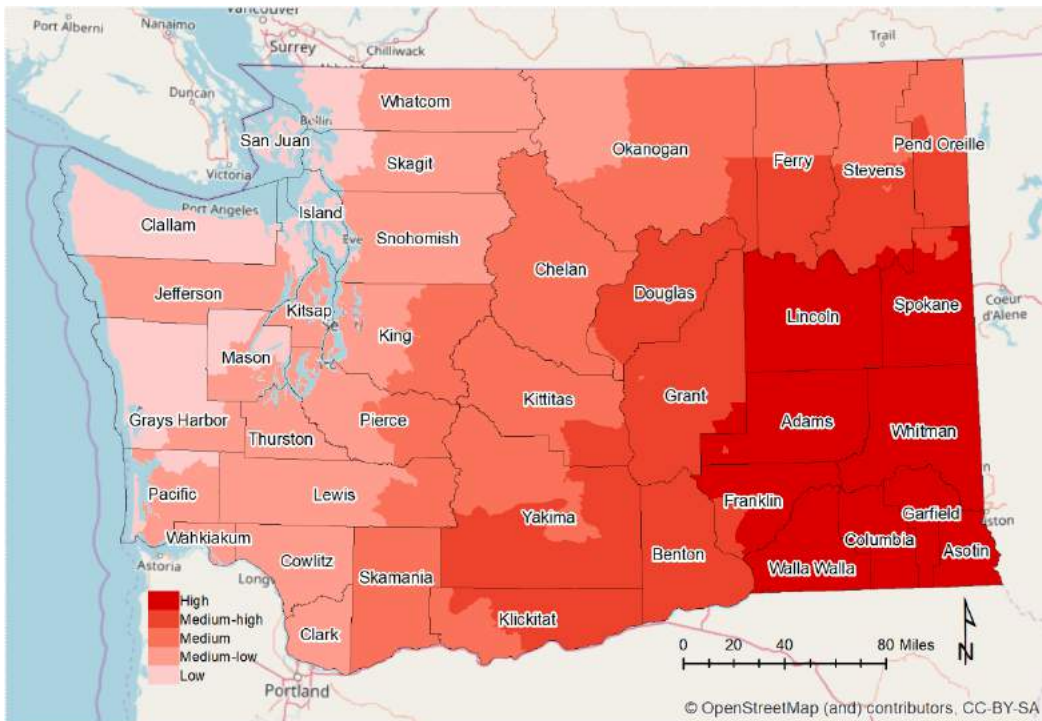 Port Alberni
Nanaimo
Vancouver
Surrey
Chilliwack
Trail
Duncan
Whatcom
San Juan
Skagit
Okanogan
Ferry
Pend Oreille
Stevens
Victoria
Port Angeles
Island
Clallam
Snohomish
Chelan
Jefferson
Douglas
Kitsap
Lincoln
Spokane
Coeur
d'Alene
King
Mason
Grant
Kittitas
Grays Harbor
Pierce
Adams
Whitman
Thurston
Pacific
Lewis
Franklin
Garfield
Yakima
Wahkiakum
Columbia
Benton
Asotin
Astoria
Cowlitz
Walla Walla
Skamania
High
Medium-high
Klickitat
Medium
Clark
Medium-low
Low
0 20 40 80 Miles
N
Portland
© OpenStreetMap (and) contributors, CC-BY-SA